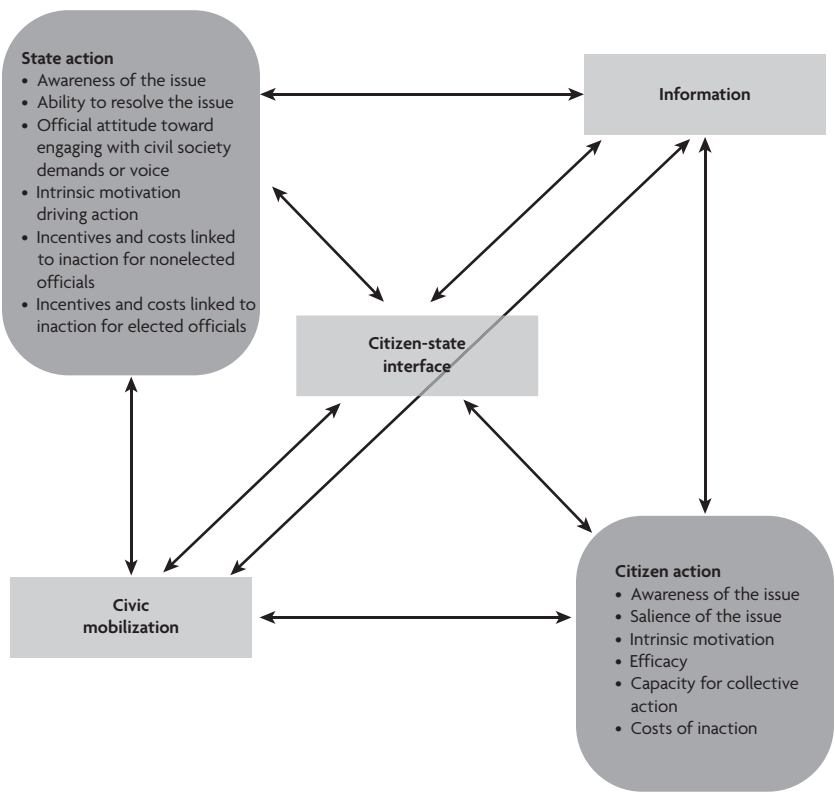 State action
• Awareness of the issue
• Ability to resolve the issue
• Official attitude toward
engaging with civil society
demands or voice
• Intrinsic motivation
driving action
• Incentives and costs linked
to inaction for nonelected
officials
• Incentives and costs linked to
inaction for elected officials
Information
Citizen-state
interface
Civic
mobilization
Citizen action
• Awareness of the issue
• Salience of the issue
• Intrinsic motivation
• Efficacy
• Capacity for collective
action
• Costs of inaction